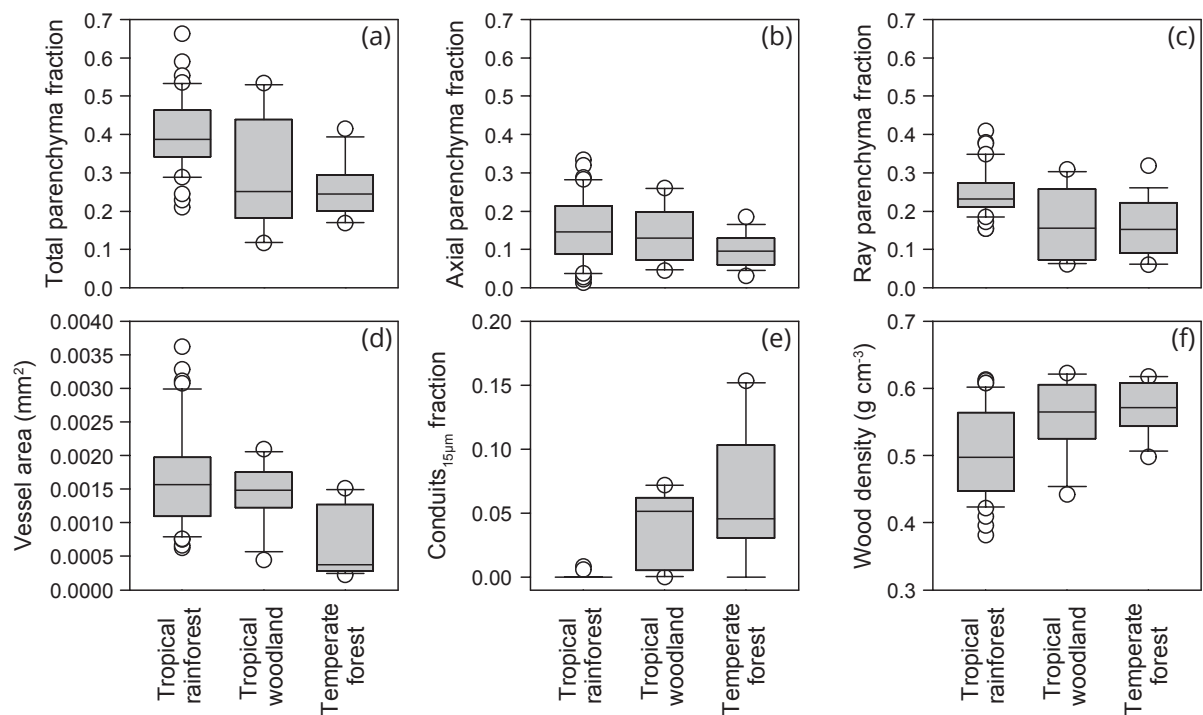 Total parenchyma fraction
0.7
0.6
0.5
0.4
0.3
0.2
0.1
0.0
(a)
Axial parenchyma fraction
0.7
0.6
0.5
0.4
0.3
0.2
0.1
0.0
(b)
Ray parenchyma fraction
0.7
0.6
0.5
0.4
0.3
0.2
0.1
0.0
(c)
Vessel area (mm²)
0.0040
0.0035
0.0030
0.0025
0.0020
0.0015
0.0010
0.0005
0.0000
(d)
Tropical
rainforest
Tropical
woodland
Temperate
forest
Conduits₁₅µm fraction
0.20
0.15
0.10
0.05
0.00
(e)
Tropical
rainforest
Tropical
woodland
Temperate
forest
Wood density (g cm⁻³)
0.7
0.6
0.5
0.4
0.3
(f)
Tropical
rainforest
Tropical
woodland
Temperate
forest